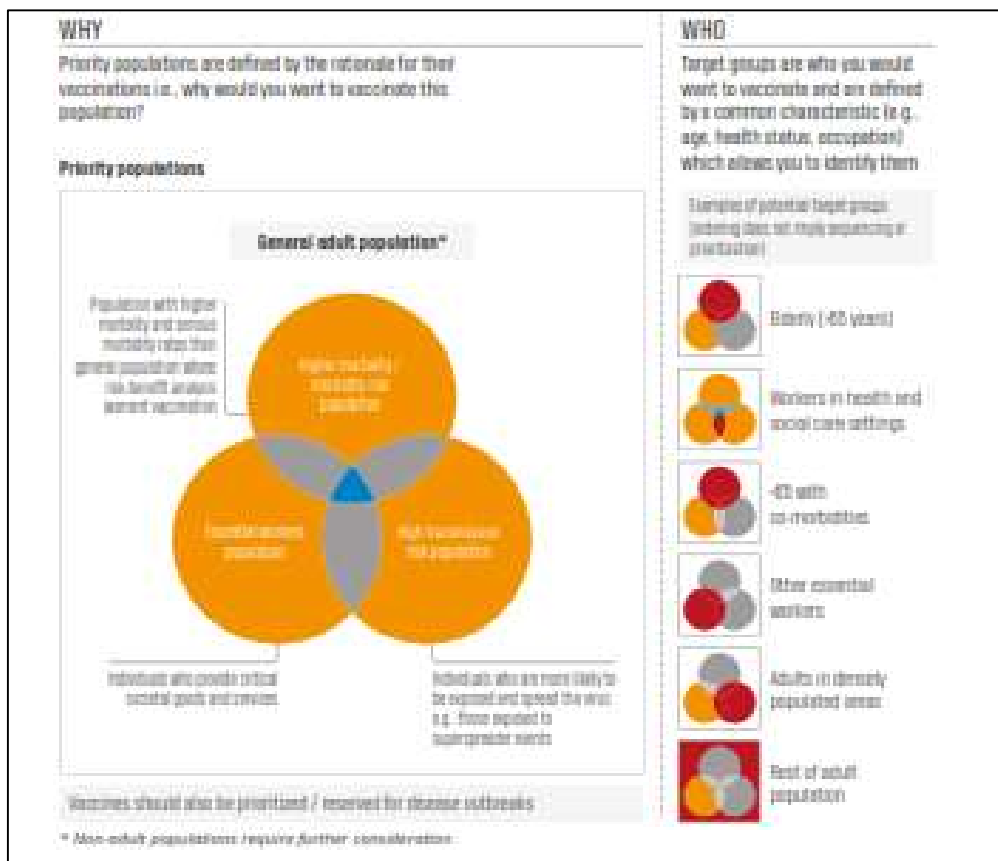 WHY
Priority populations are defined by the rationale for their
vaccinations i.e., why would you want to vaccinate this
population?
Priority populations
General adult population*
Population with higher
mortality and serious
morbidity rates than
general population where
risk-benefit analysis
warrant vaccination
Higher mortality /
morbidity risk
population
population
High transmission
risk population
Individuals who provide critical
societal goods and services
Individuals who are more likely to
be exposed and spread the virus
e.g. those exposed to
superspreader events
Vaccines should also be prioritized / reserved for disease outbreaks
* Non-adult populations require further consideration
WHO
Target groups are who you would
want to vaccinate and are defined
by a common characteristic (e.g.,
age, health status, occupation)
which allows you to identify them
Examples of potential target groups
(ordering does not imply sequencing or
prioritization)
Elderly (>65 years)
Workers in health and
social care settings
<65 with
co-morbidities
Other essential
workers
Adults in densely
populated areas
Rest of adult
population